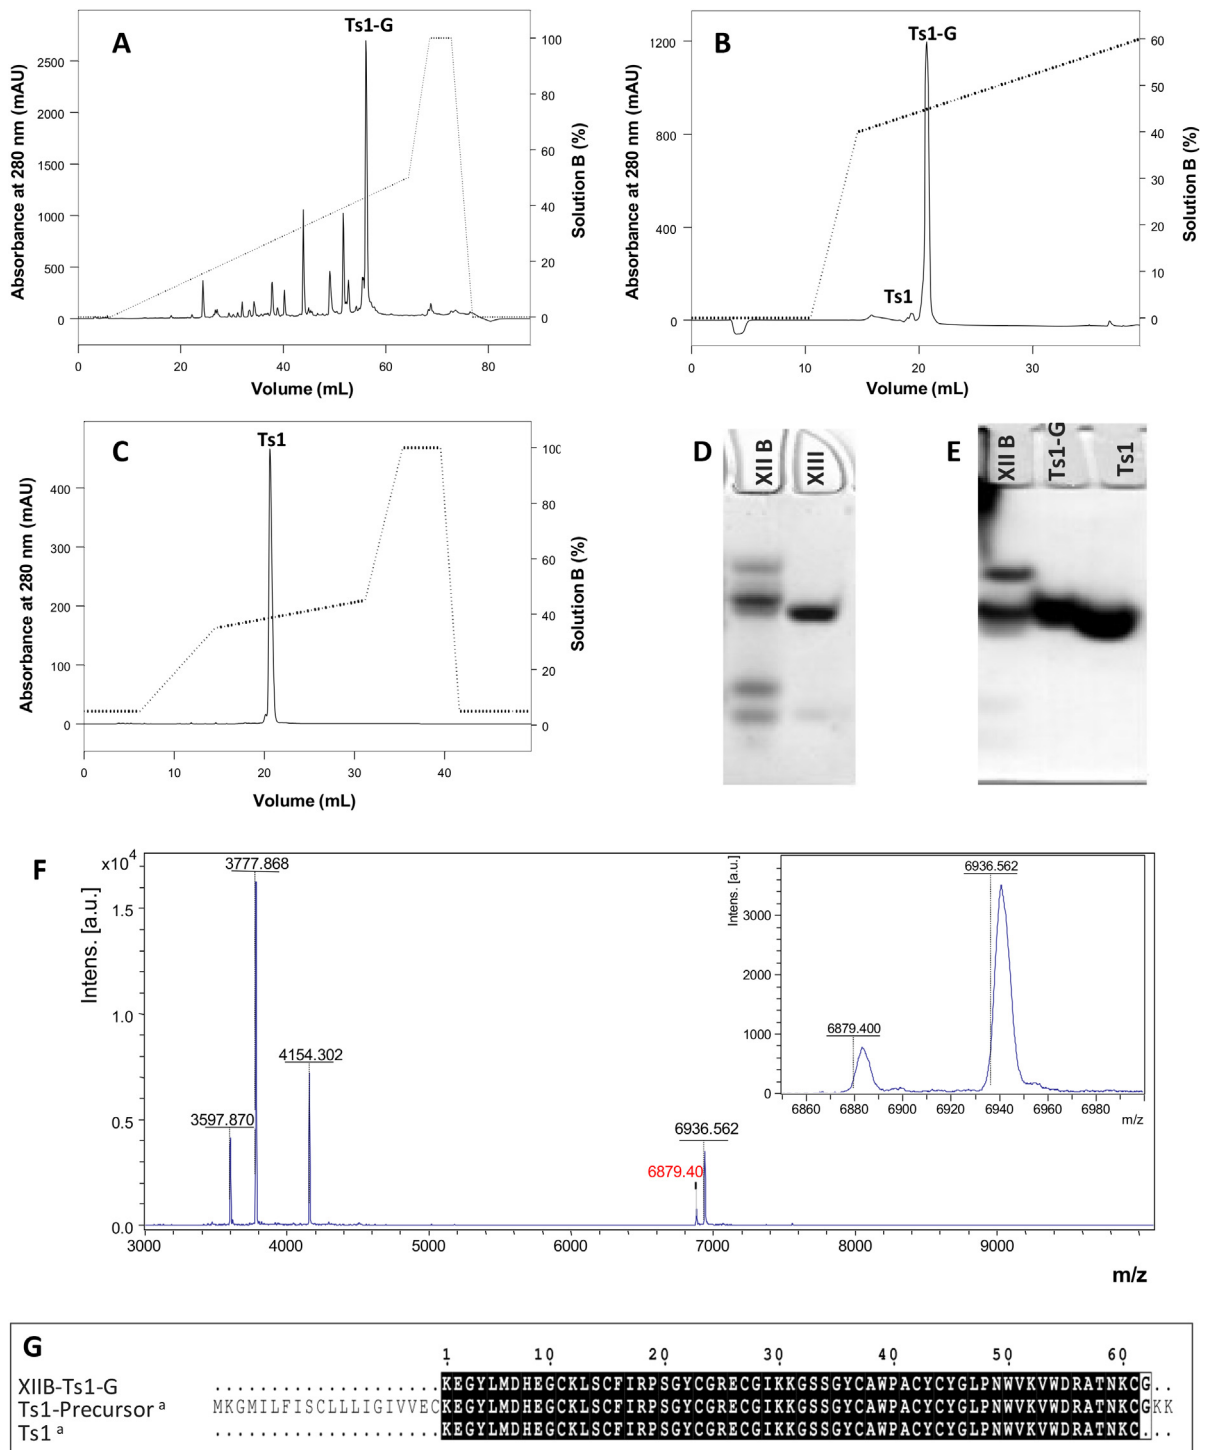 A
Ts1-G
Absorbance at 280 nm (mAU)
2500
2000
1500
1000
500
0
0
20
40
60
80
Volume (mL)
100
80
60
40
20
0
Solution B (%)
B
Ts1-G
Ts1
Absorbance at 280 nm (mAU)
1200
800
400
0
0
10
20
30
Volume (mL)
60
50
40
30
20
10
0
Solution B (%)
C
Ts1
Absorbance at 280 nm (mAU)
400
300
200
100
0
0
10
20
30
40
Volume (mL)
100
80
60
40
20
0
Solution B (%)
D
XII B
XIII
E
XII B
Ts1-G
Ts1
F
x10 4
Intens. [a.u.]
1.5
1.0
0.5
0.0
3777.868
4154.302
3597.870
6936.562
6879.40
3000
4000
5000
6000
7000
8000
9000
m/z
Intens. [a.u.]
3000
2000
1000
0
6936.562
6879.400
6860
6880
6900
6920
6940
6960
6980
m/z
G
1 10 20 30 40 50 60
XIIB-Ts1-G ....................KEGYLMDHEGCKLSCFIRPSGYCGRECGIKKGSSGYCAWPACYCYGLPNWVKVWDRATNKCG..
Ts1-Precursor a MKGMILFISCLLLIGIVVECKEGYLMDHEGCKLSCFIRPSGYCGRECGIKKGSSGYCAWPACYCYGLPNWVKVWDRATNKCGKK
Ts1 a ....................KEGYLMDHEGCKLSCFIRPSGYCGRECGIKKGSSGYCAWPACYCYGLPNWVKVWDRATNKC...